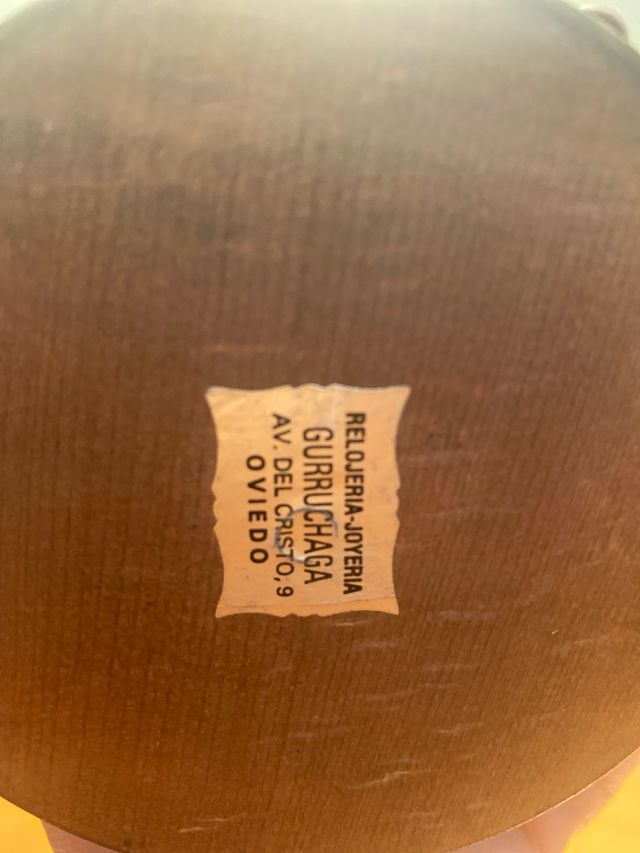 RELOJERIA-JOYERIA
GURRUCHAGA
AV. DEL CRISTO, 9
OVIEDO